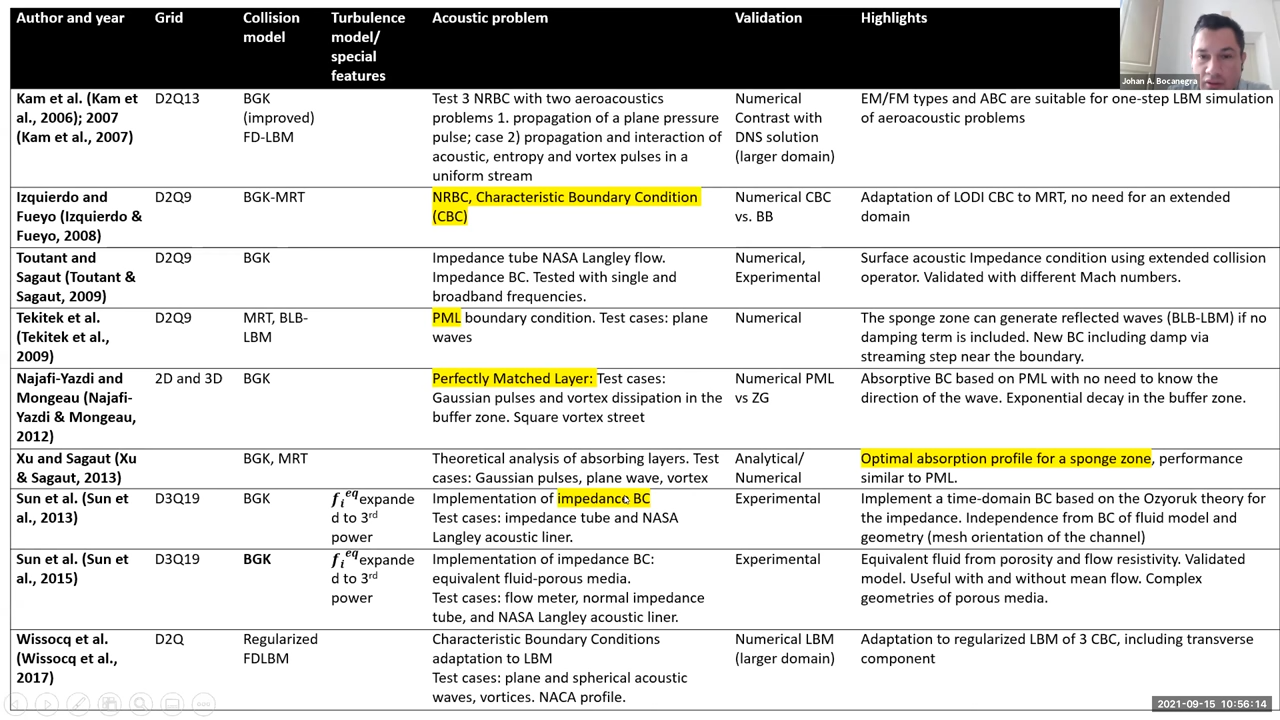 Author and year Grid Collision model Turbulence model/ special features Acoustic problem Validation Highlights
Johan A. Bocanegra
Kam et al. (Kam et al., 2006); 2007 (Kam et al., 2007)
D2Q13
BGK (improved) FD-LBM
Test 3 NRBC with two aeroacoustics
problems 1. propagation of a plane pressure
pulse; case 2) propagation and interaction of
acoustic, entropy and vortex pulses in a
uniform stream
Numerical
Contrast with
DNS solution
(larger domain)
EM/FM types and ABC are suitable for one-step LBM simulation
of aeroacoustic problems
Izquierdo and
Fueyo (Izquierdo &
Fueyo, 2008)
D2Q9
BGK-MRT
NRBC, Characteristic Boundary Condition
(CBC)
Numerical CBC
vs. BB
Adaptation of LODI CBC to MRT, no need for an extended
domain
Toutant and
Sagaut (Toutant &
Sagaut, 2009)
D2Q9
BGK
Impedance tube NASA Langley flow.
Impedance BC. Tested with single and
broadband frequencies.
Numerical,
Experimental
Surface acoustic Impedance condition using extended collision
operator. Validated with different Mach numbers.
Tekitek et al.
(Tekitek et al.,
2009)
D2Q9
MRT, BLB-
LBM
PML boundary condition. Test cases: plane
waves
Numerical
The sponge zone can generate reflected waves (BLB-LBM) if no
damping term is included. New BC including damp via
streaming step near the boundary.
Najafi-Yazdi and
Mongeau (Najafi-
Yazdi & Mongeau,
2012)
2D and 3D
BGK
Perfectly Matched Layer: Test cases:
Gaussian pulses and vortex dissipation in the
buffer zone. Square vortex street
Numerical PML
vs ZG
Absorptive BC based on PML with no need to know the
direction of the wave. Exponential decay in the buffer zone.
Xu and Sagaut (Xu
& Sagaut, 2013)
BGK, MRT
Theoretical analysis of absorbing layers. Test
cases: Gaussian pulses, plane wave, vortex
Analytical/
Numerical
Optimal absorption profile for a sponge zone, performance
similar to PML.
Sun et al. (Sun et
al., 2013)
D3Q19
BGK
fᵢᵉq expande
d to 3rd
power
Implementation of impedance BC
Test cases: impedance tube and NASA
Langley acoustic liner.
Experimental
Implement a time-domain BC based on the Ozyoruk theory for
the impedance. Independence from BC of fluid model and
geometry (mesh orientation of the channel)
Sun et al. (Sun et
al., 2015)
D3Q19
BGK
fᵢᵉq expande
d to 3rd
power
Implementation of impedance BC:
equivalent fluid-porous media.
Test cases: flow meter, normal impedance
tube, and NASA Langley acoustic liner.
Experimental
Equivalent fluid from porosity and flow resistivity. Validated
model. Useful with and without mean flow. Complex
geometries of porous media.
Wissocq et al.
(Wissocq et al.,
2017)
D2Q
Regularized
FDLBM
Characteristic Boundary Conditions
adaptation to LBM
Test cases: plane and spherical acoustic
waves, vortices. NACA profile.
Numerical LBM
(larger domain)
Adaptation to regularized LBM of 3 CBC, including transverse
component
2021-09-15 10:56:14